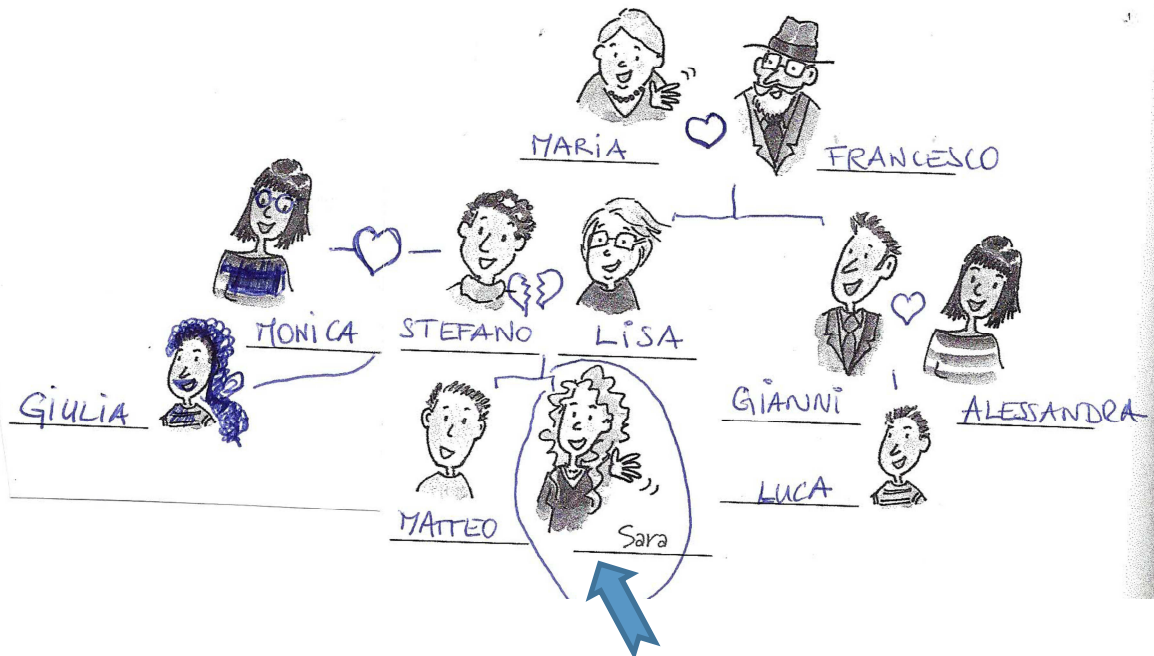 MARiA
FRANCESCO
MONiCA
STEFANO
LiSA
GiULiA
GiANNi
ALESSANDRA
MATTEO
Sara
LUCA